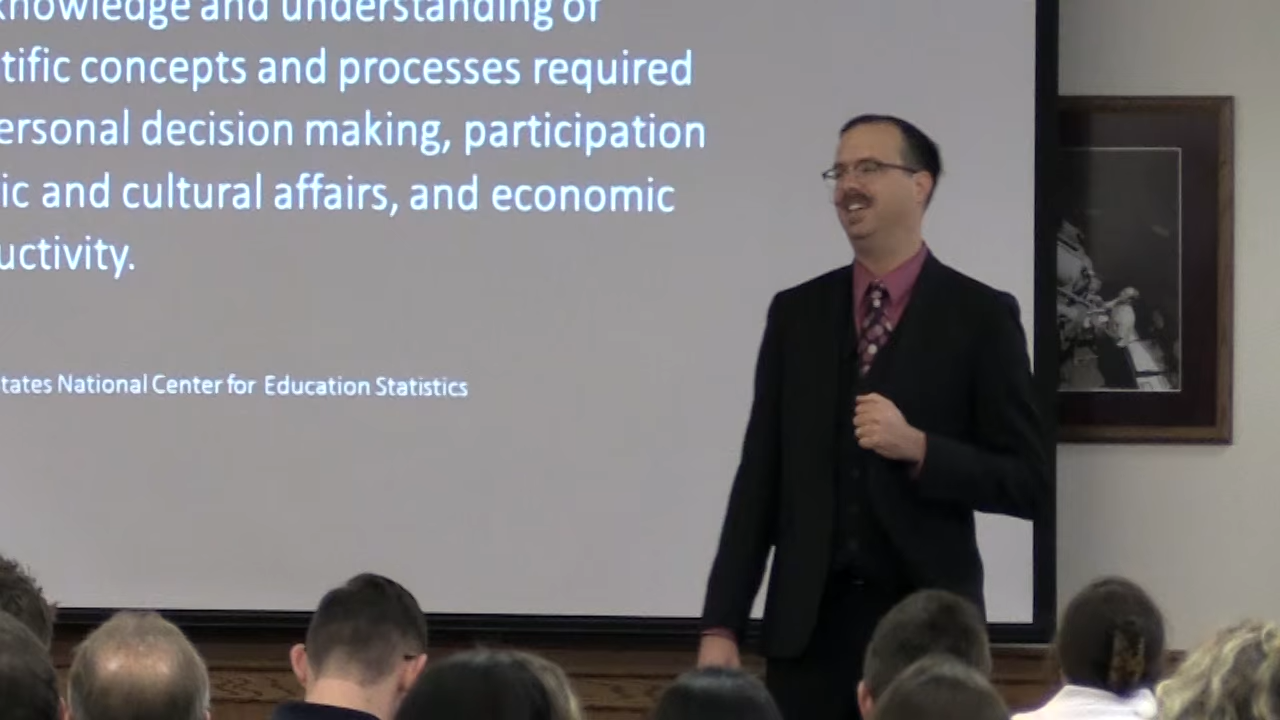 knowledge and understanding of
tific concepts and processes required
ersonal decision making, participation
ic and cultural affairs, and economic
uctivity.
tates National Center for Education Statistics